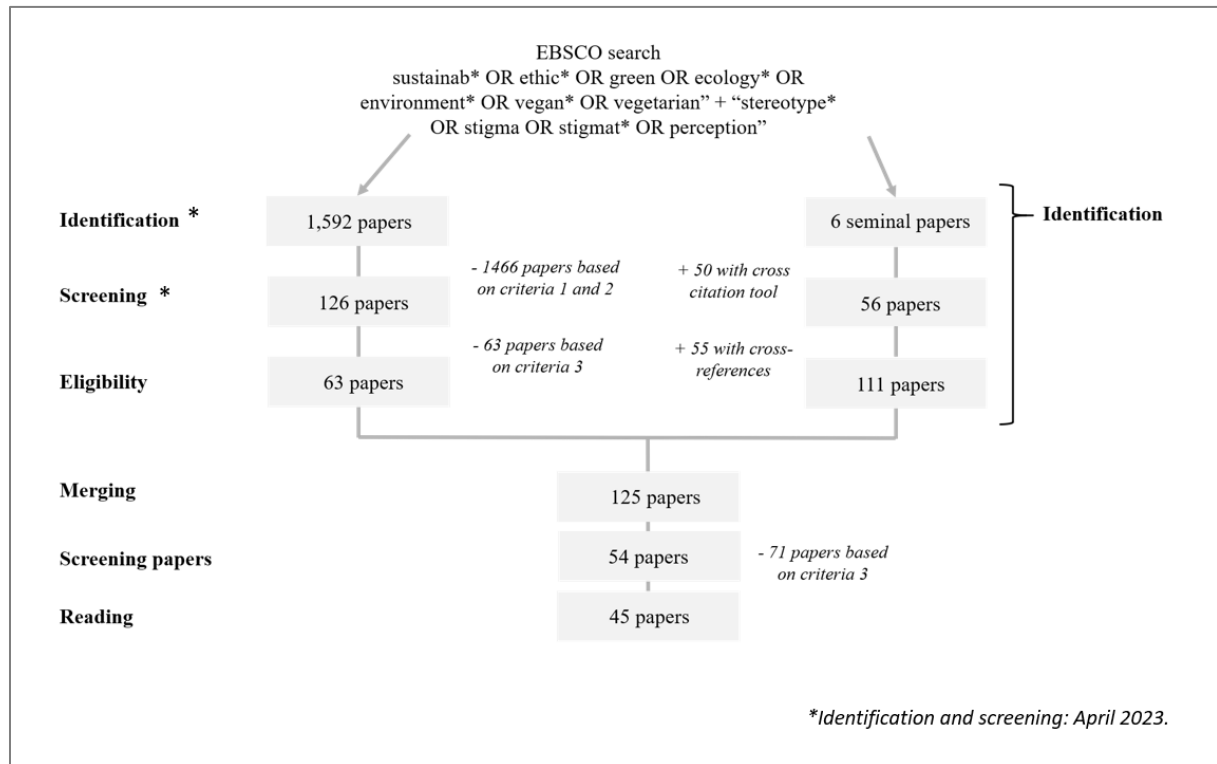 EBSCO search
sustainab* OR ethic* OR green OR ecology* OR
environment* OR vegan* OR vegetarian” + “stereotype*
OR stigma OR stigmat* OR perception”
Identification *
1,592 papers
6 seminal papers
Identification
- 1466 papers based
on criteria 1 and 2
+ 50 with cross
citation tool
Screening *
126 papers
56 papers
- 63 papers based
on criteria 3
+ 55 with cross-
references
Eligibility
63 papers
111 papers
Merging
125 papers
Screening papers
54 papers
- 71 papers based
on criteria 3
Reading
45 papers
*Identification and screening: April 2023.